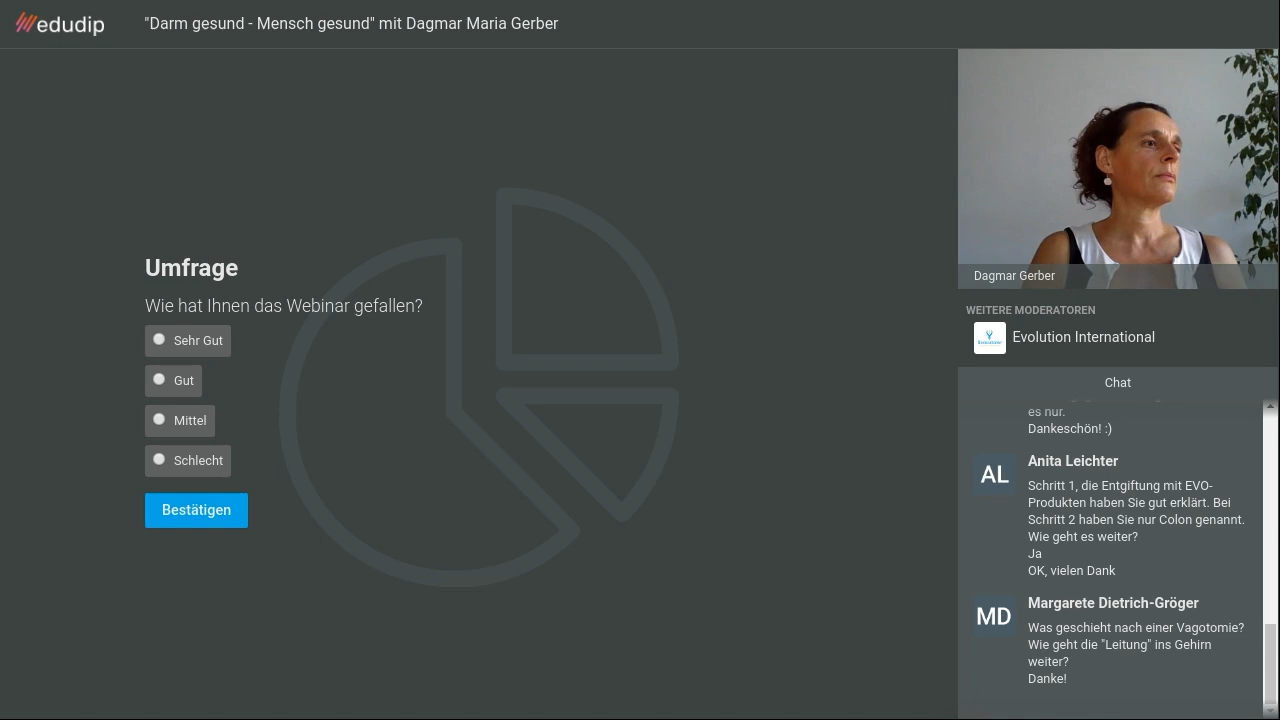 edudip
"Darm gesund - Mensch gesund" mit Dagmar Maria Gerber
Umfrage
Wie hat Ihnen das Webinar gefallen?
Sehr Gut
Gut
Mittel
Schlecht
Bestätigen
Dagmar Gerber
WEITERE MODERATOREN
Evolution International
Chat
es nur.
Dankeschön! :)
AL
Anita Leichter
Schritt 1, die Entgiftung mit EVO-
Produkten haben Sie gut erklärt. Bei
Schritt 2 haben Sie nur Colon genannt.
Wie geht es weiter?
Ja
OK, vielen Dank
MD
Margarete Dietrich-Gröger
Was geschieht nach einer Vagotomie?
Wie geht die "Leitung" ins Gehirn
weiter?
Danke!